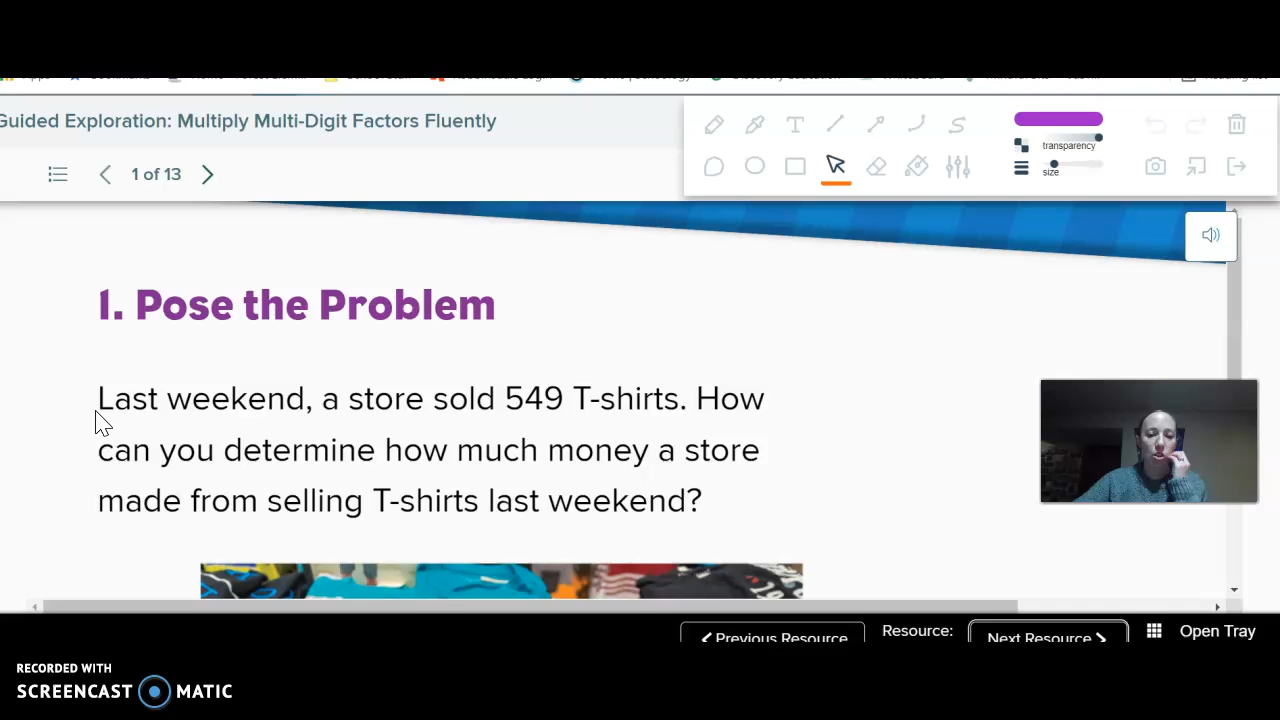 Guided Exploration: Multiply Multi-Digit Factors Fluently
1 of 13
T
transparency
size
1. Pose the Problem
Last weekend, a store sold 549 T-shirts. How
can you determine how much money a store
made from selling T-shirts last weekend?
Previous Resource
Resource:
Next Resource
Open Tray
RECORDED WITH
SCREENCAST MATIC